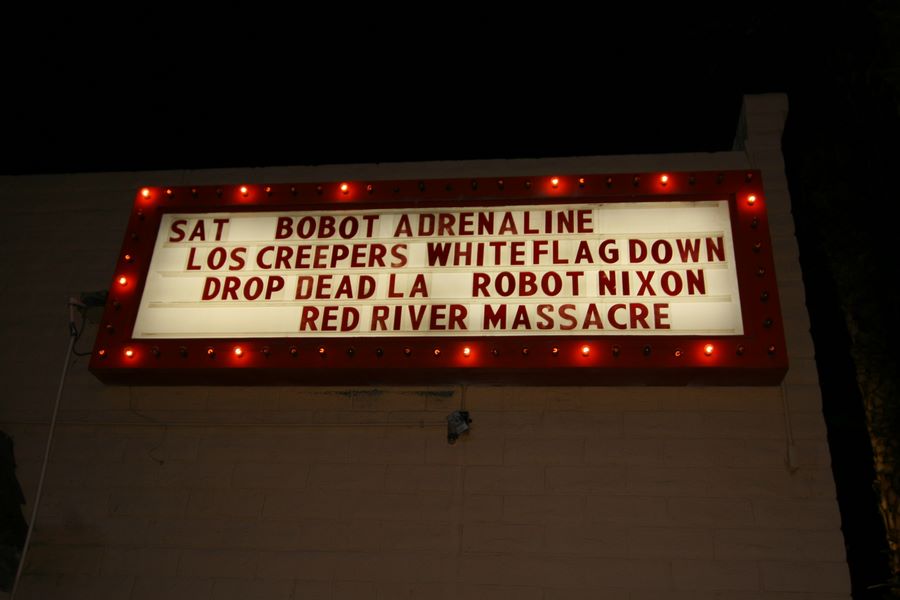 SAT BOBOT ADRENALINE
LOS CREEPERS WHITEFLAGDOWN
DROP DEAD LA ROBOT NIXON
RED RIVER MASSACRE